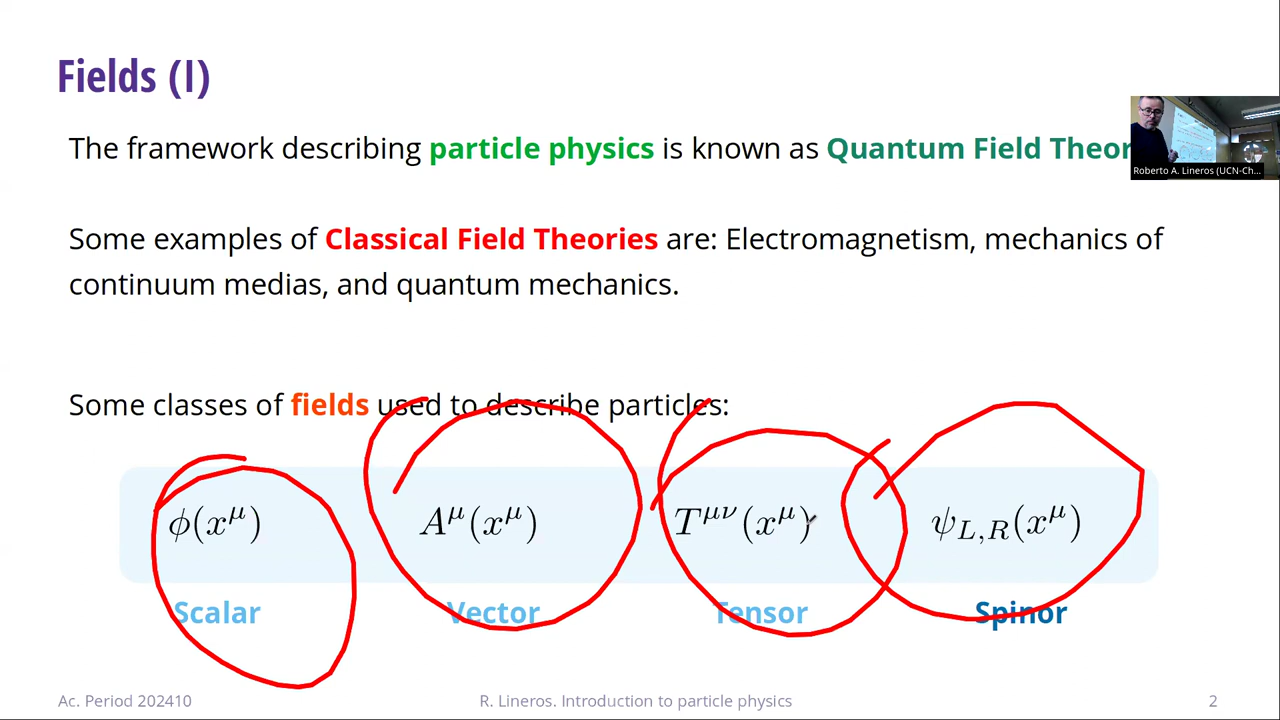 Fields (I)
The framework describing particle physics is known as Quantum Field Theor
Roberto A. Lineros (UCN-Ch...
Some examples of Classical Field Theories are: Electromagnetism, mechanics of
continuum medias, and quantum mechanics.
Some classes of fields used to describe particles:
ϕ(x^μ) A^μ(x^μ) T^{μν}(x^μ) ψ_{L,R}(x^μ)
Scalar Vector Tensor Spinor
Ac. Period 202410 R. Lineros. Introduction to particle physics 2